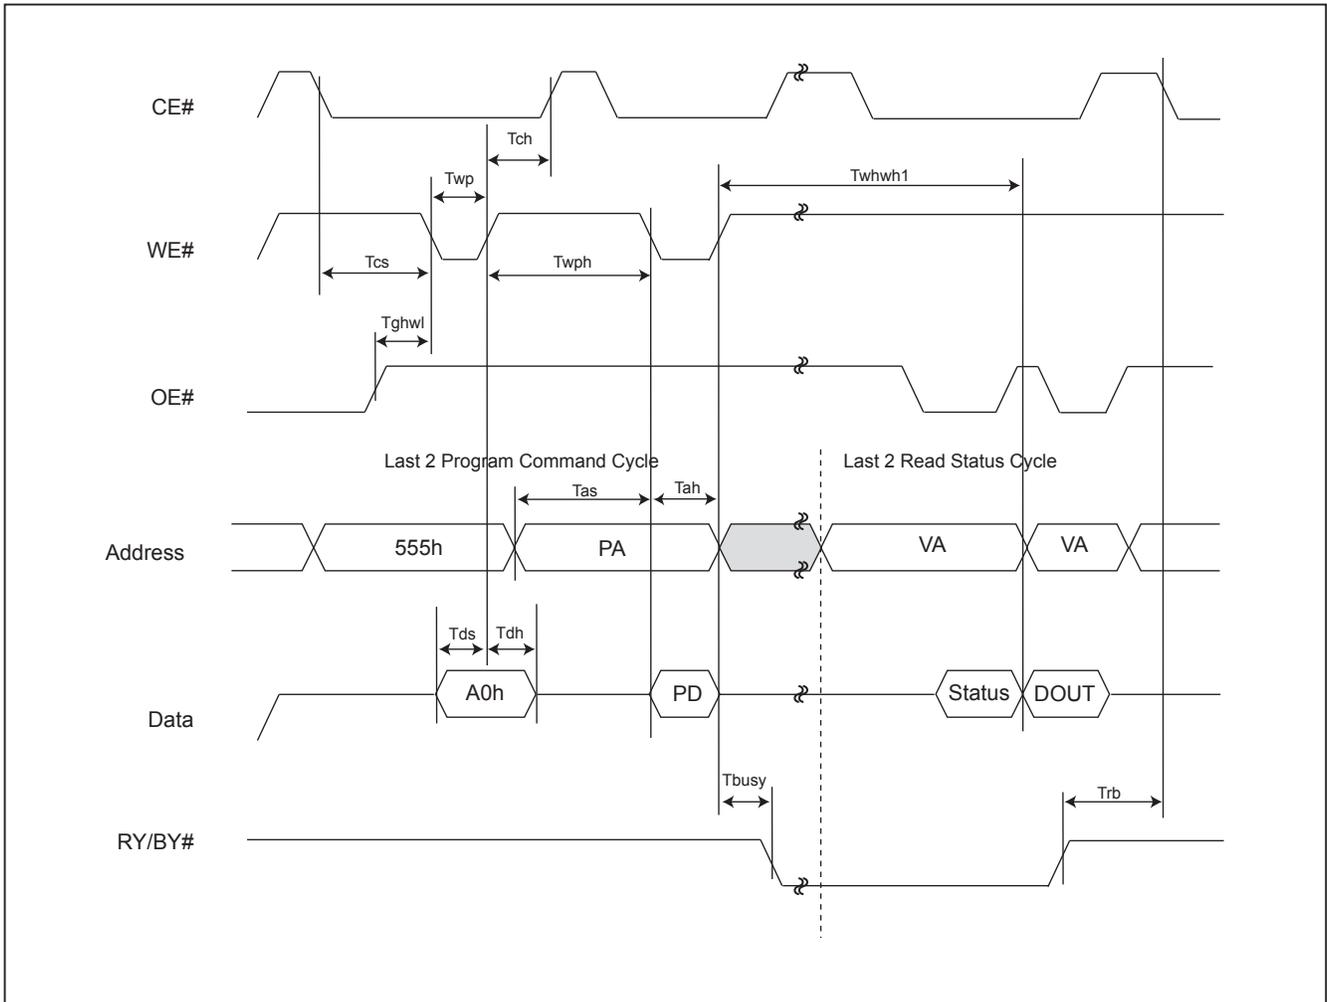 CE#
Tch
Twp
Twhwh1
WE#
Tcs
Twph
Tghwl
OE#
Last 2 Program Command Cycle
Last 2 Read Status Cycle
Tas
Tah
Address
555h
PA
VA
VA
Tds
Tdh
Data
A0h
PD
Status
DOUT
Tbusy
Trb
RY/BY#